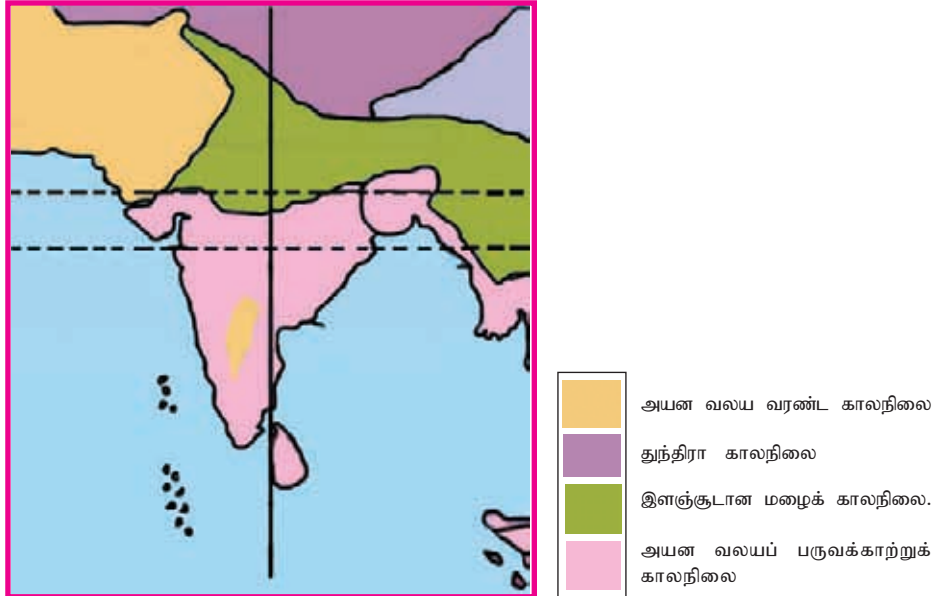 அயன வலய வரண்ட காலநிலை
துந்திரா காலநிலை
இளஞ்சூடான மழைக் காலநிலை.
அயன வலயப் பருவக்காற்றுக்
காலநிலை